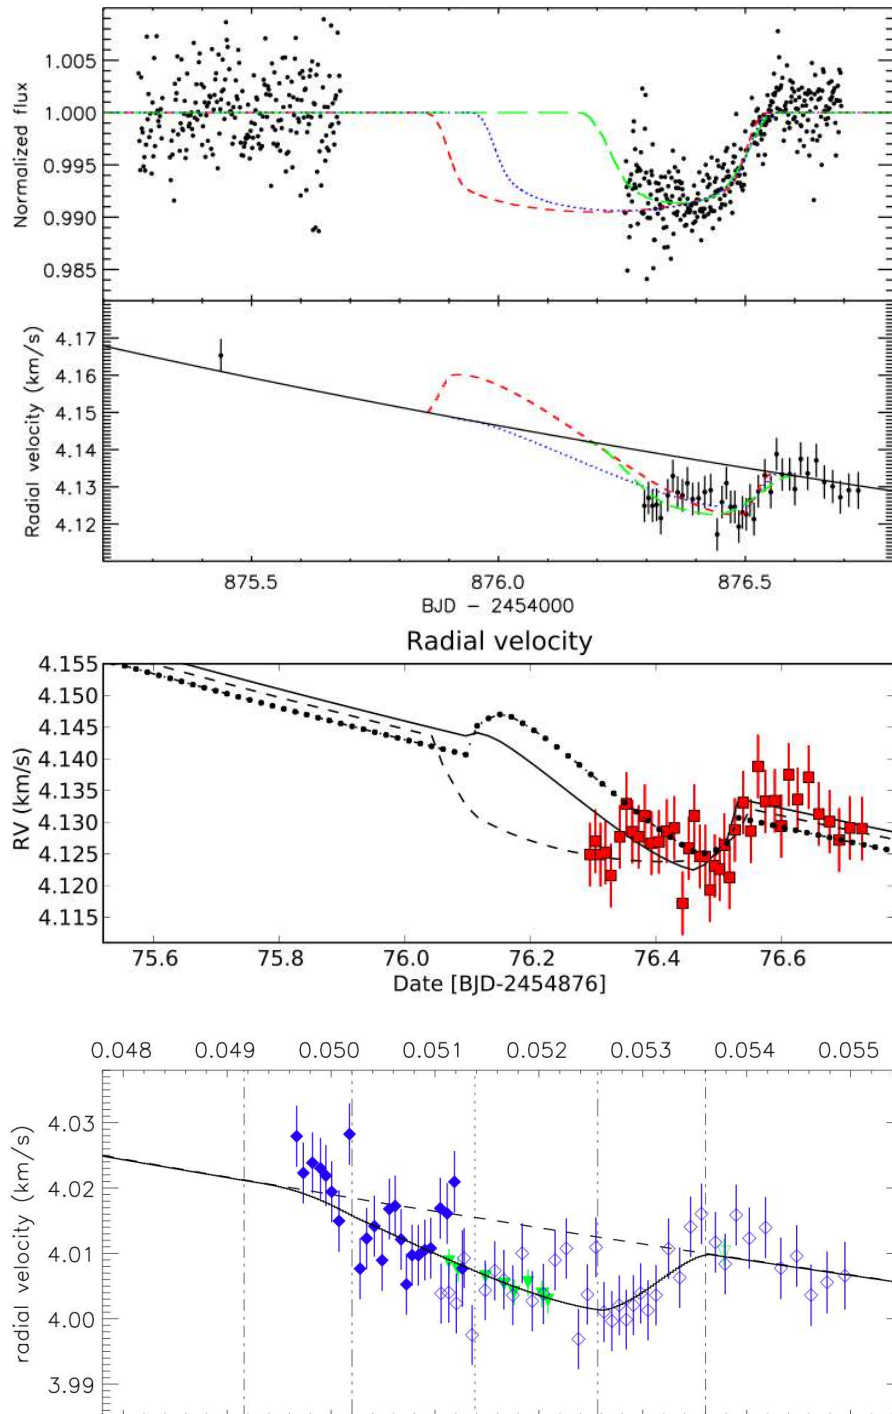 Normalized flux
1.005
1.000
0.995
0.990
0.985
Radial velocity (km/s)
4.17
4.16
4.15
4.14
4.13
4.12
875.5 876.0 876.5
BJD − 2454000
Radial velocity
RV (km/s)
4.155
4.150
4.145
4.140
4.135
4.130
4.125
4.120
4.115
75.6 75.8 76.0 76.2 76.4 76.6
Date [BJD-2454876]
0.048 0.049 0.050 0.051 0.052 0.053 0.054 0.055
radial velocity (km/s)
4.03
4.02
4.01
4.00
3.99